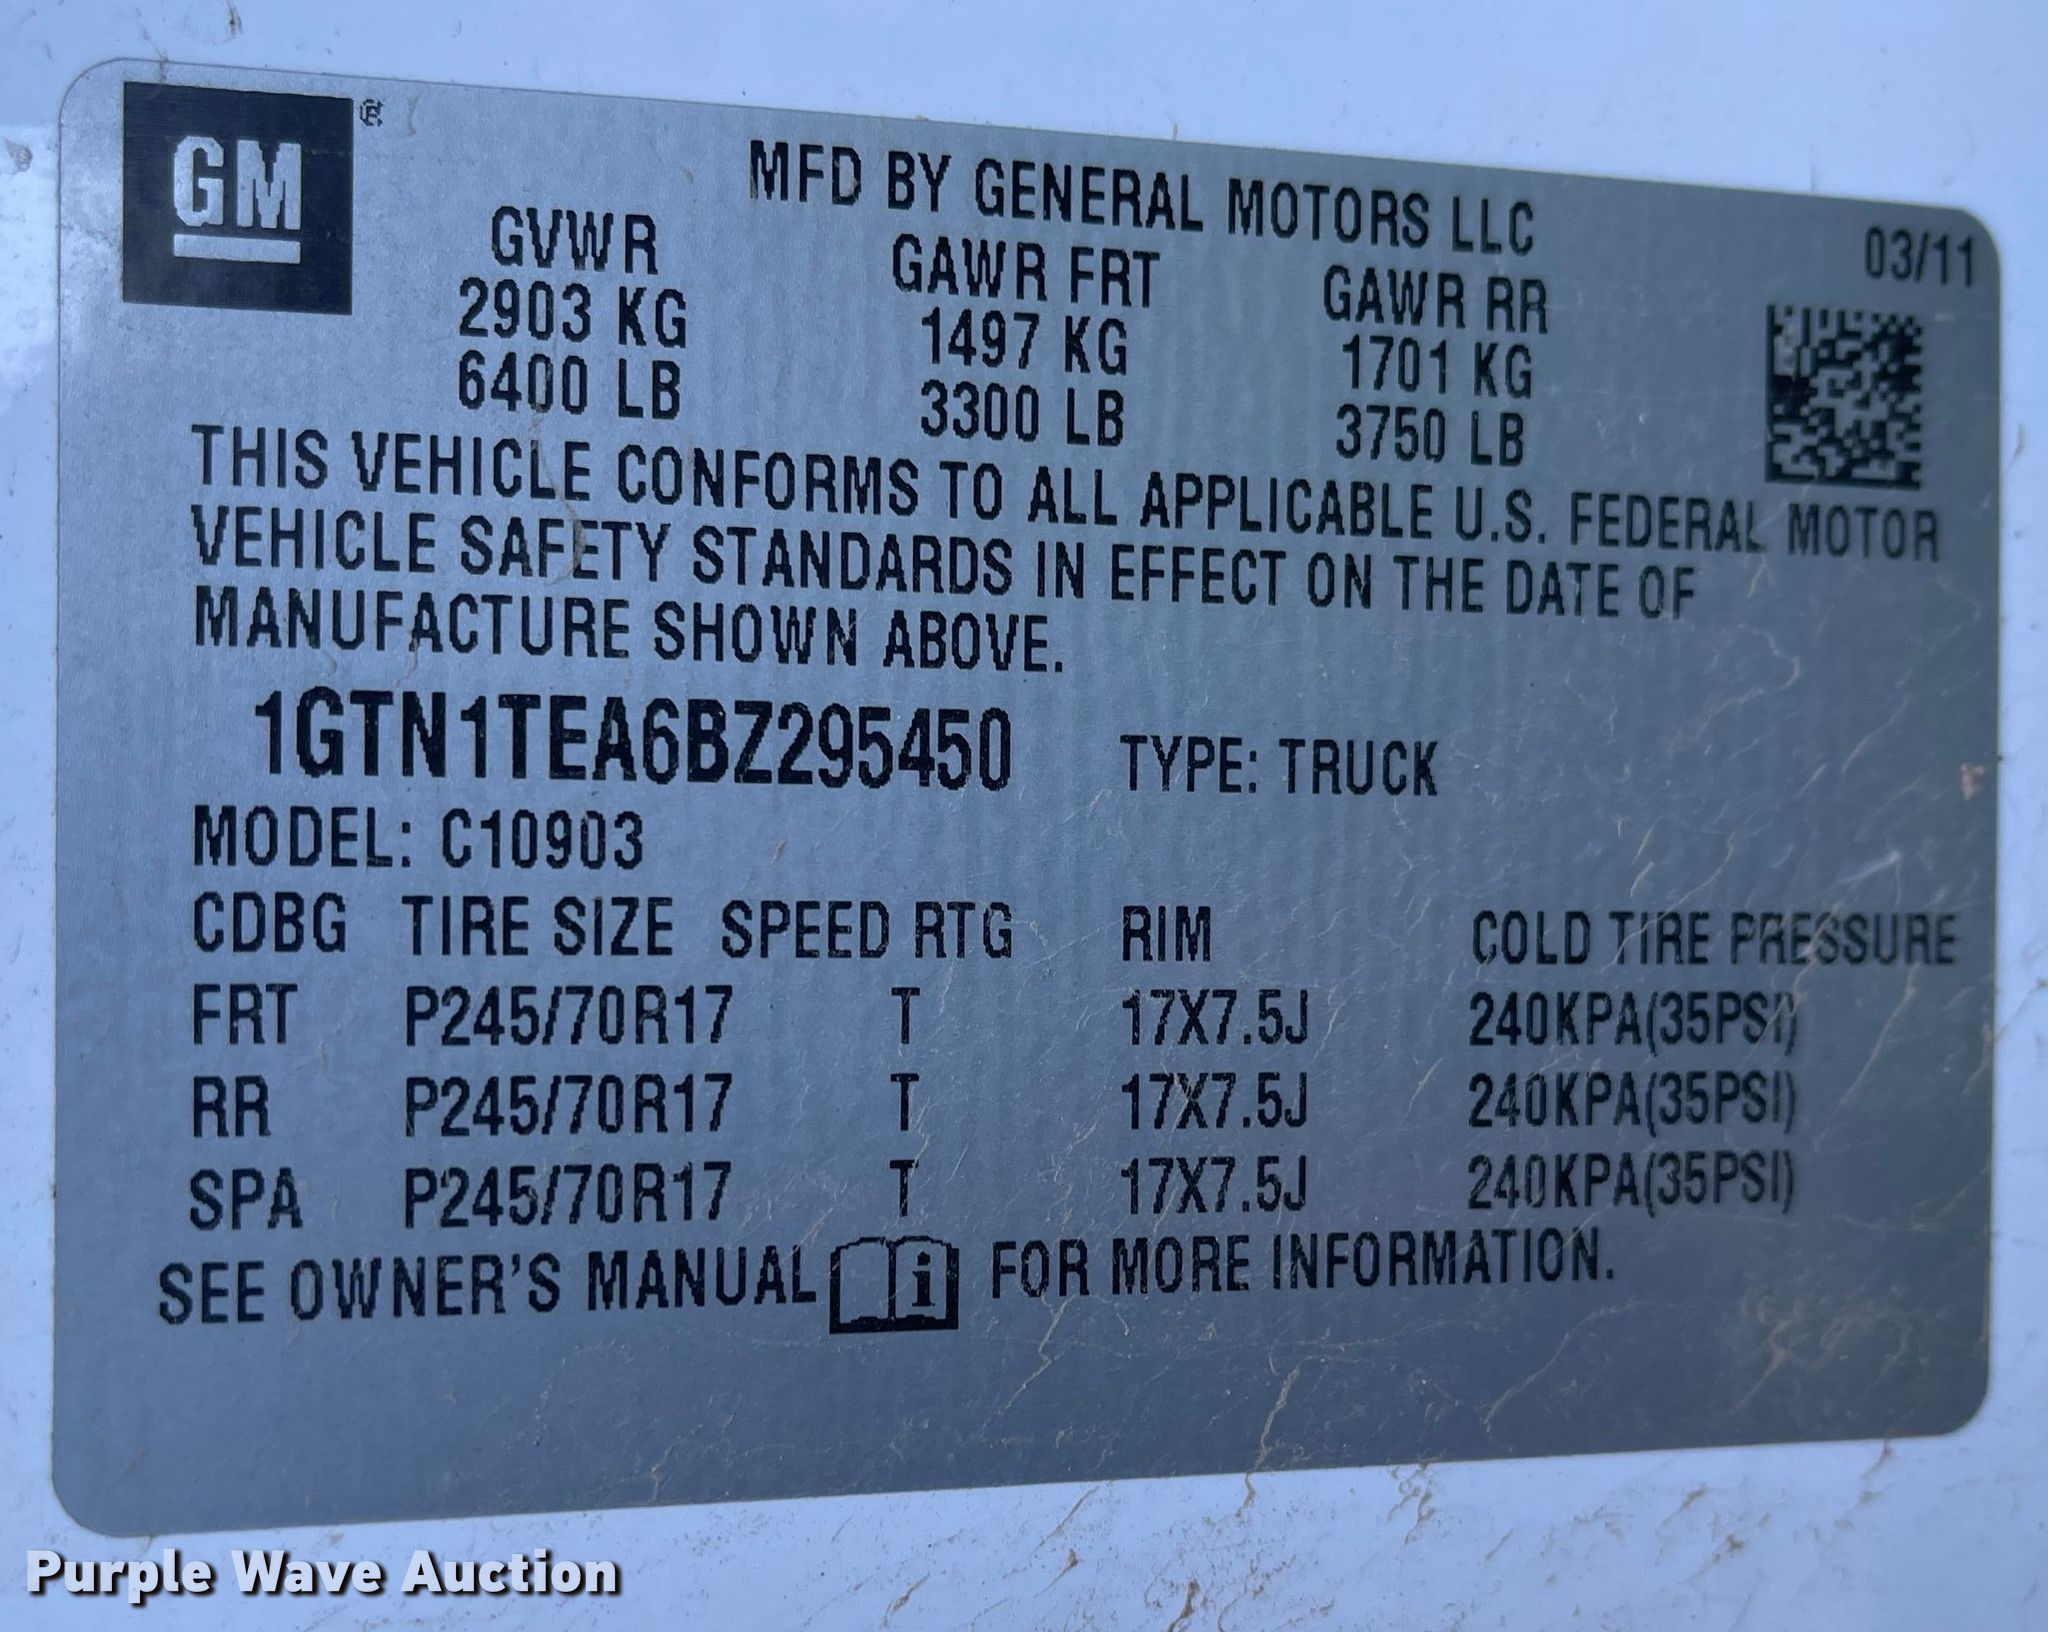 GM ®
MFD BY GENERAL MOTORS LLC
03/11
GVWR GAWR FRT GAWR RR
2903 KG 1497 KG 1701 KG
6400 LB 3300 LB 3750 LB
THIS VEHICLE CONFORMS TO ALL APPLICABLE U.S. FEDERAL MOTOR
VEHICLE SAFETY STANDARDS IN EFFECT ON THE DATE OF
MANUFACTURE SHOWN ABOVE.
1GTN1TEA6BZ295450 TYPE: TRUCK
MODEL: C10903
CDBG TIRE SIZE SPEED RTG RIM COLD TIRE PRESSURE
FRT P245/70R17 T 17X7.5J 240KPA(35PSI)
RR P245/70R17 T 17X7.5J 240KPA(35PSI)
SPA P245/70R17 T 17X7.5J 240KPA(35PSI)
SEE OWNER'S MANUAL i FOR MORE INFORMATION.
Purple Wave Auction